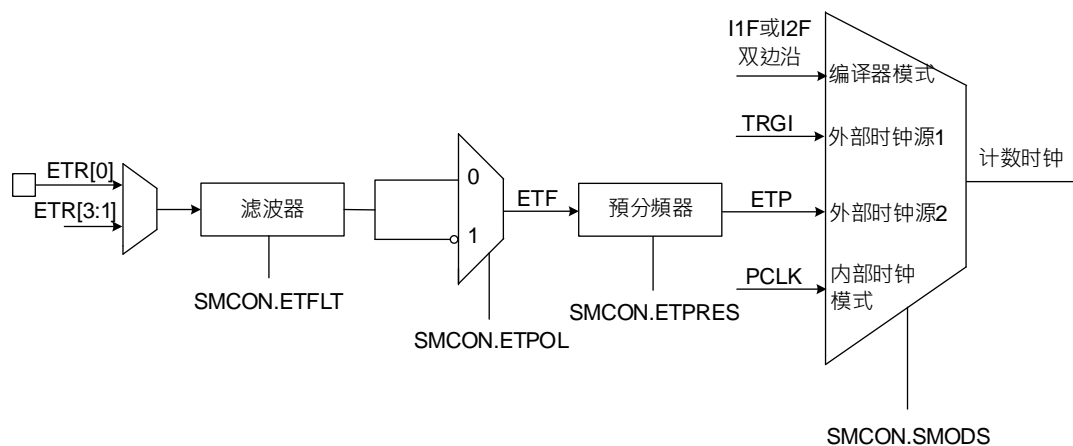 I1F或I2F
双边沿
编译器模式
TRGI
外部时钟源1
计数时钟
ETR[0]
ETR[3:1]
滤波器
0
1
ETF
預分頻器
ETP
外部时钟源2
PCLK
内部时钟
模式
SMCON.ETFLT
SMCON.ETPOL
SMCON.ETPRES
SMCON.SMODS